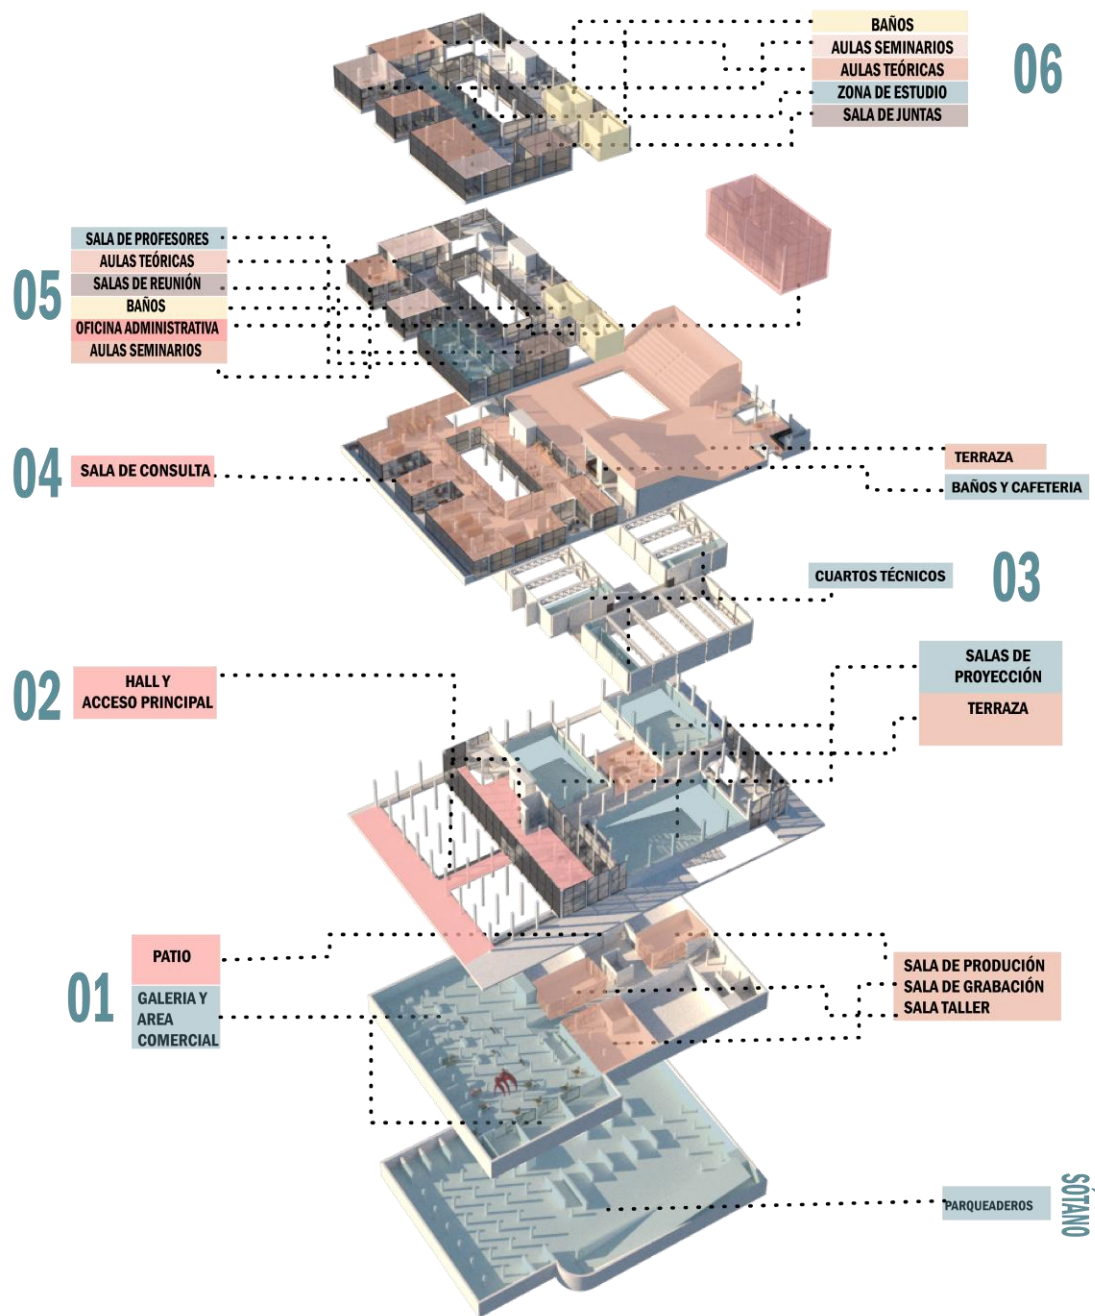 BAÑOS
AULAS SEMINARIOS
AULAS TEÓRICAS
ZONA DE ESTUDIO
SALA DE JUNTAS
06
05
SALA DE PROFESORES
AULAS TEÓRICAS
SALAS DE REUNIÓN
BAÑOS
OFICINA ADMINISTRATIVA
AULAS SEMINARIOS
04
SALA DE CONSULTA
TERRAZA
BAÑOS Y CAFETERIA
CUARTOS TÉCNICOS
03
02
HALL Y
ACCESO PRINCIPAL
SALAS DE
PROYECCIÓN
TERRAZA
01
PATIO
GALERIA Y
AREA
COMERCIAL
SALA DE PRODUCIÓN
SALA DE GRABACIÓN
SALA TALLER
PARQUEADEROS
SÓTANO